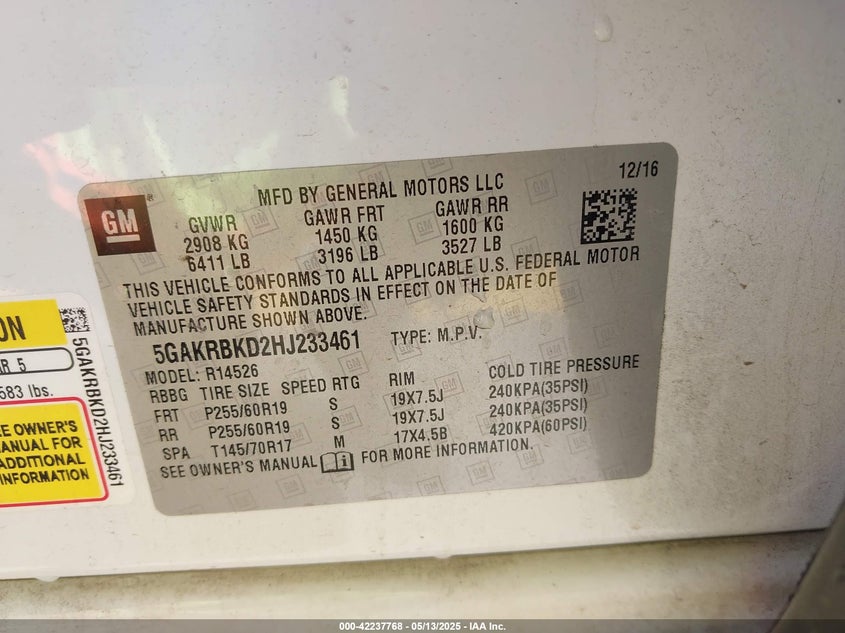 12/16
MFD BY GENERAL MOTORS LLC
GM
GVWR GAWR FRT GAWR RR
2908 KG 1450 KG 1600 KG
6411 LB 3196 LB 3527 LB
THIS VEHICLE CONFORMS TO ALL APPLICABLE U.S. FEDERAL MOTOR
VEHICLE SAFETY STANDARDS IN EFFECT ON THE DATE OF
MANUFACTURE SHOWN ABOVE.
5GAKRBKD2HJ233461 TYPE: M.P.V.
MODEL: R14526
RBBG TIRE SIZE SPEED RTG RIM COLD TIRE PRESSURE
FRT P255/60R19 S 19X7.5J 240KPA(35PSI)
RR P255/60R19 S 19X7.5J 240KPA(35PSI)
SPA T145/70R17 M 17X4.5B 420KPA(60PSI)
SEE OWNER'S MANUAL FOR MORE INFORMATION.
ON
AR 5
583 lbs.
EE OWNER'S
MANUAL FOR
ADDITIONAL
INFORMATION
5GAKRBKD2HJ233461
000-42237768 — 05/13/2025 — IAA Inc.